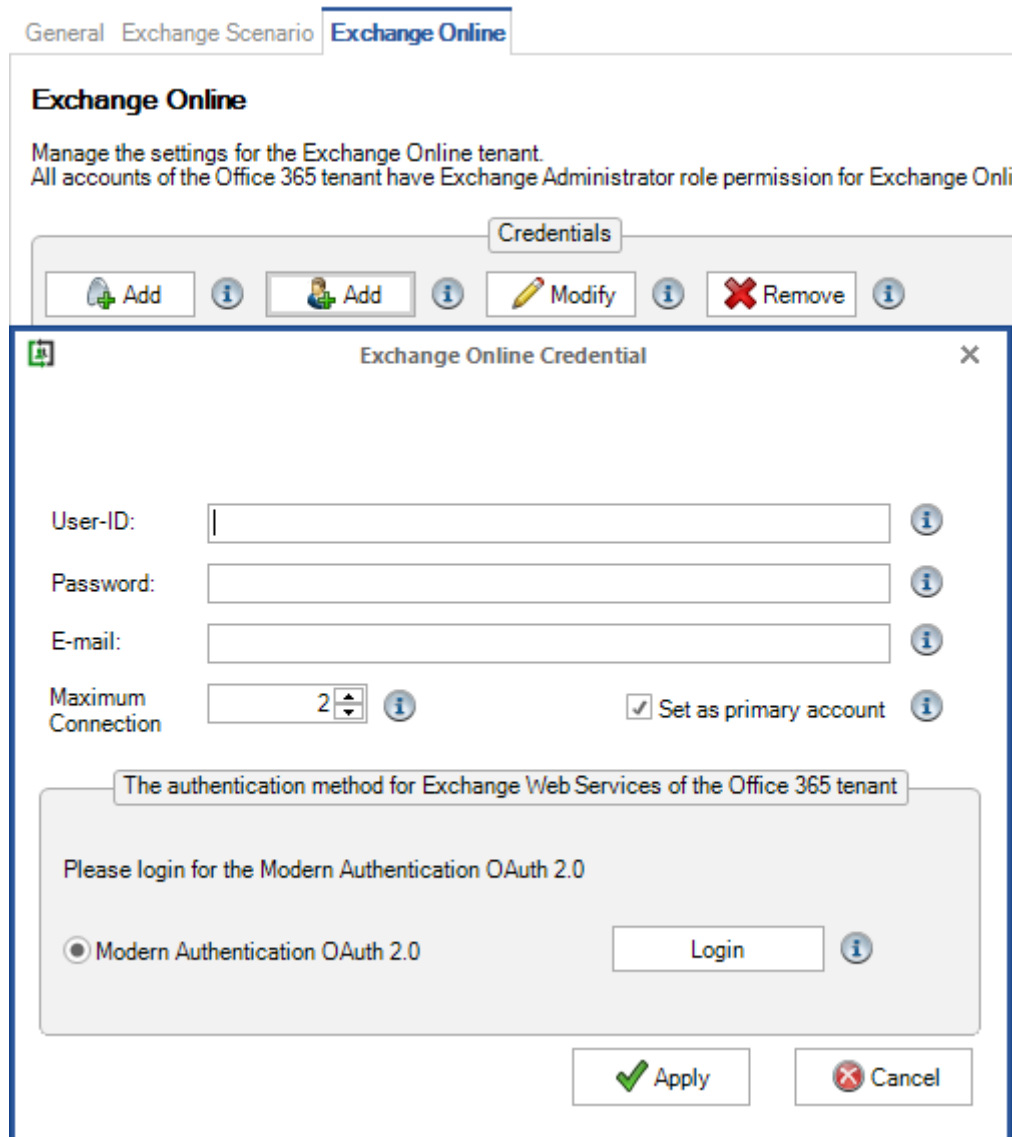 General Exchange Scenario Exchange Online
Exchange Online
Manage the settings for the Exchange Online tenant.
All accounts of the Office 365 tenant have Exchange Administrator role permission for Exchange Onli
Credentials
Add Add Modify Remove
Exchange Online Credential
User-ID:
Password:
E-mail:
Maximum
Connection
2
Set as primary account
The authentication method for Exchange Web Services of the Office 365 tenant
Please login for the Modern Authentication OAuth 2.0
Modern Authentication OAuth 2.0 Login
Apply Cancel